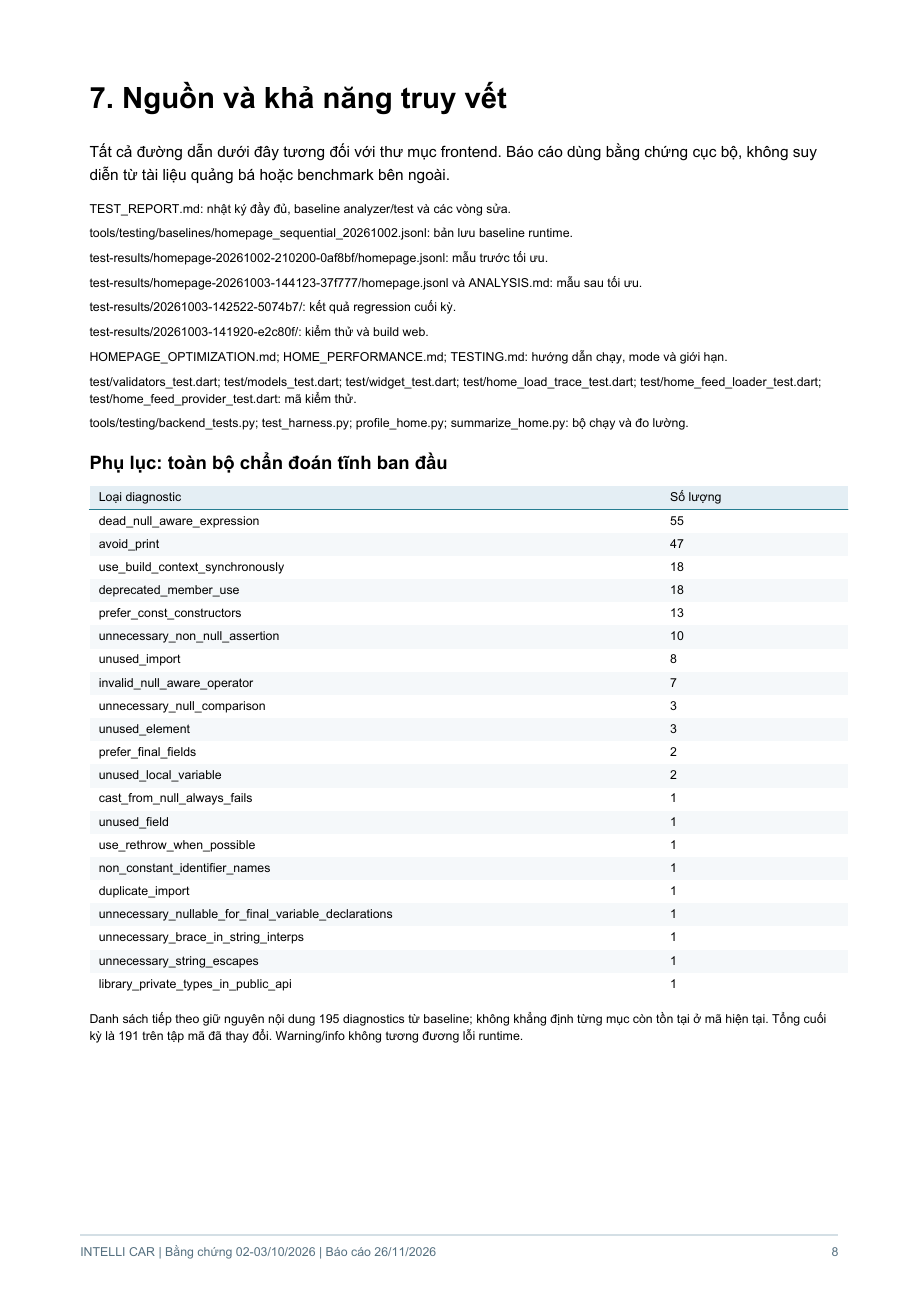 7. Nguồn và khả năng truy vết
Tất cả đường dẫn dưới đây tương đối với thư mục frontend. Báo cáo dùng bằng chứng cục bộ, không suy
diễn từ tài liệu quảng bá hoặc benchmark bên ngoài.
TEST_REPORT.md: nhật ký đầy đủ, baseline analyzer/test và các vòng sửa.
tools/testing/baselines/homepage_sequential_20261002.jsonl: bản lưu baseline runtime.
test-results/homepage-20261002-210200-0af8bf/homepage.jsonl: mẫu trước tối ưu.
test-results/homepage-20261003-144123-37f777/homepage.jsonl và ANALYSIS.md: mẫu sau tối ưu.
test-results/20261003-142522-5074b7/: kết quả regression cuối kỳ.
test-results/20261003-141920-e2c80f/: kiểm thử và build web.
HOMEPAGE_OPTIMIZATION.md; HOME_PERFORMANCE.md; TESTING.md: hướng dẫn chạy, mode và giới hạn.
test/validators_test.dart; test/models_test.dart; test/widget_test.dart; test/home_load_trace_test.dart; test/home_feed_loader_test.dart;
test/home_feed_provider_test.dart: mã kiểm thử.
tools/testing/backend_tests.py; test_harness.py; profile_home.py; summarize_home.py: bộ chạy và đo lường.
Phụ lục: toàn bộ chẩn đoán tĩnh ban đầu
Loại diagnostic Số lượng
dead_null_aware_expression 55
avoid_print 47
use_build_context_synchronously 18
deprecated_member_use 18
prefer_const_constructors 13
unnecessary_non_null_assertion 10
unused_import 8
invalid_null_aware_operator 7
unnecessary_null_comparison 3
unused_element 3
prefer_final_fields 2
unused_local_variable 2
cast_from_null_always_fails 1
unused_field 1
use_rethrow_when_possible 1
non_constant_identifier_names 1
duplicate_import 1
unnecessary_nullable_for_final_variable_declarations 1
unnecessary_brace_in_string_interps 1
unnecessary_string_escapes 1
library_private_types_in_public_api 1
Danh sách tiếp theo giữ nguyên nội dung 195 diagnostics từ baseline; không khẳng định từng mục còn tồn tại ở mã hiện tại. Tổng cuối
kỳ là 191 trên tập mã đã thay đổi. Warning/info không tương đương lỗi runtime.
INTELLI CAR | Bằng chứng 02-03/10/2026 | Báo cáo 26/11/2026 8